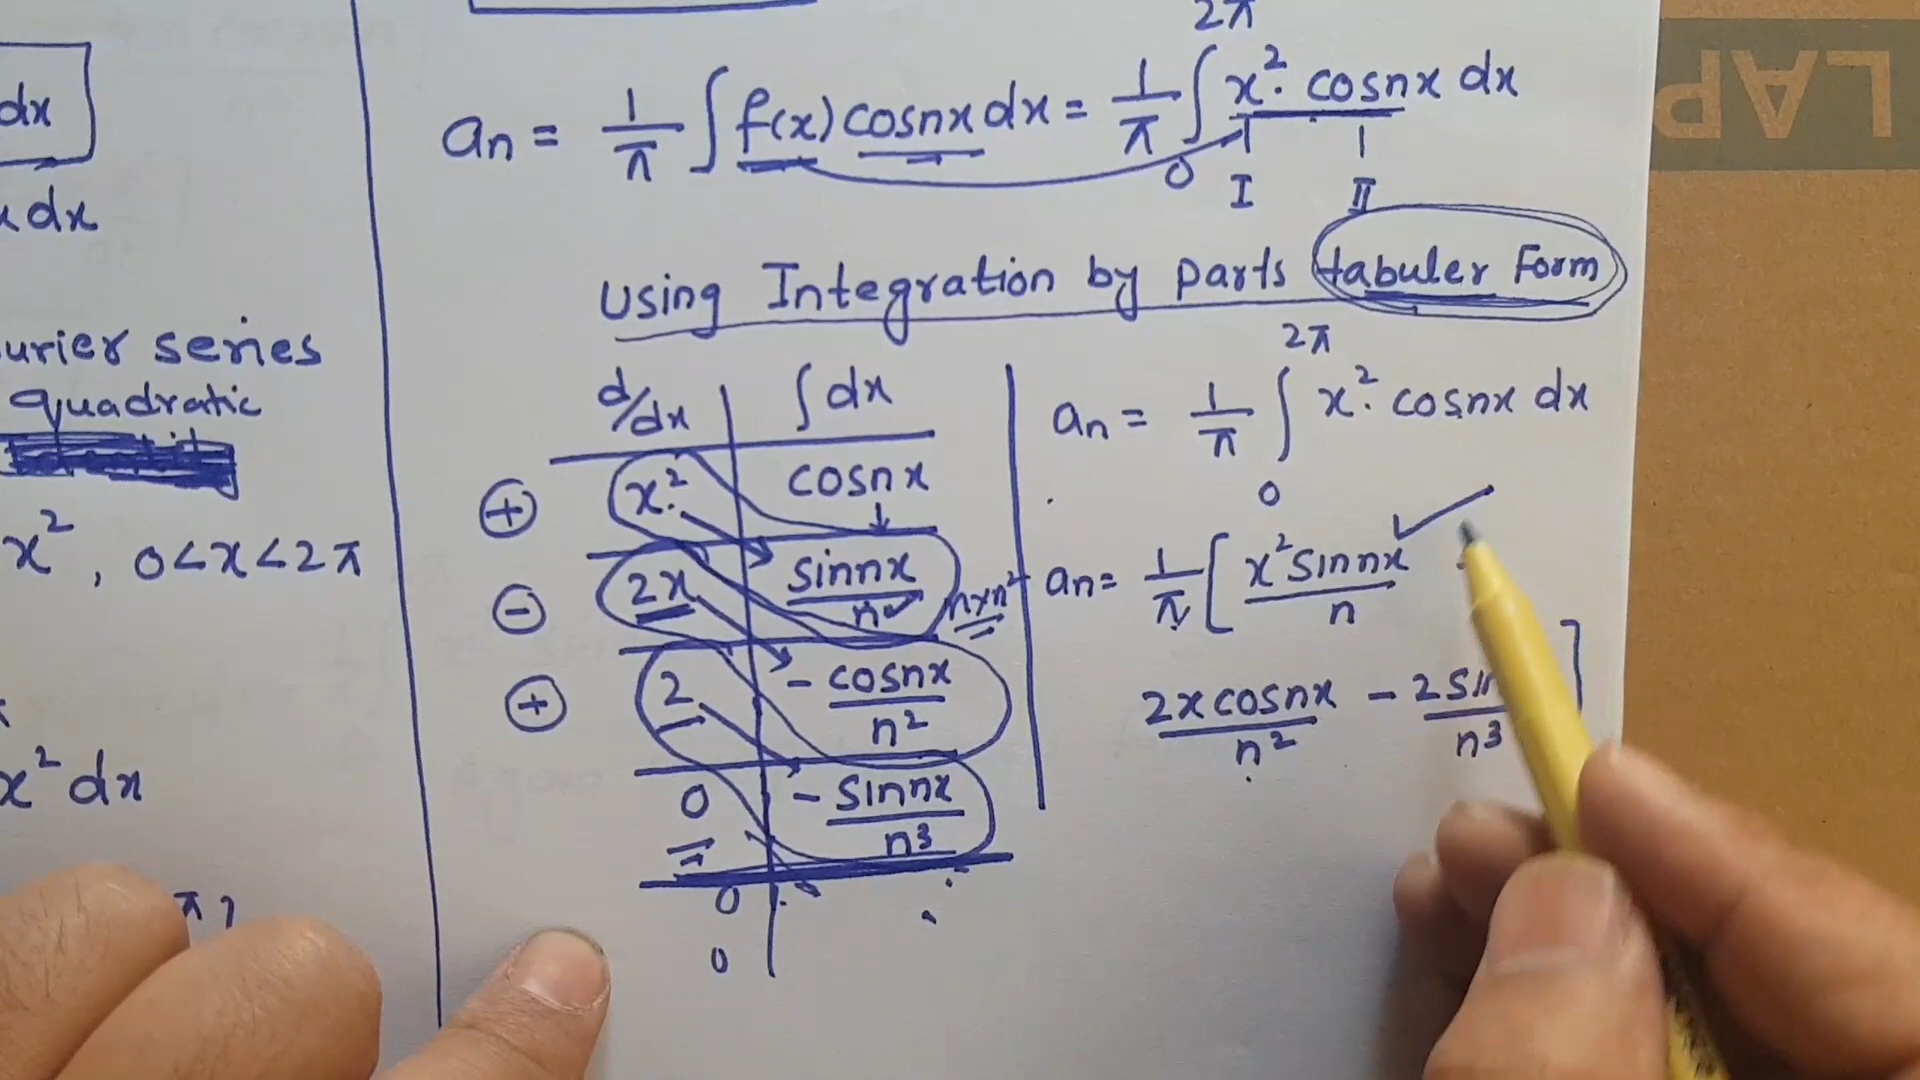 dx
x dx
urier series
quadratic
x², 0<x<2π
x² dx
π,
2π
an = 1/π ∫ f(x) cosnx dx = 1/π ∫ x². cosnx dx
0
I II
Using Integration by parts tabuler Form
d/dx ∫dx
⊕ x² cosnx
⊖ 2x sinnx/n n×n²
⊕ 2 - cosnx/n²
0 - sinnx/n³
0
0
2π
an = 1/π ∫ x². cosnx dx
0
an = 1/π [ x² sinnx/n
2x cosnx/n² - 2 /n³ ]
LAP